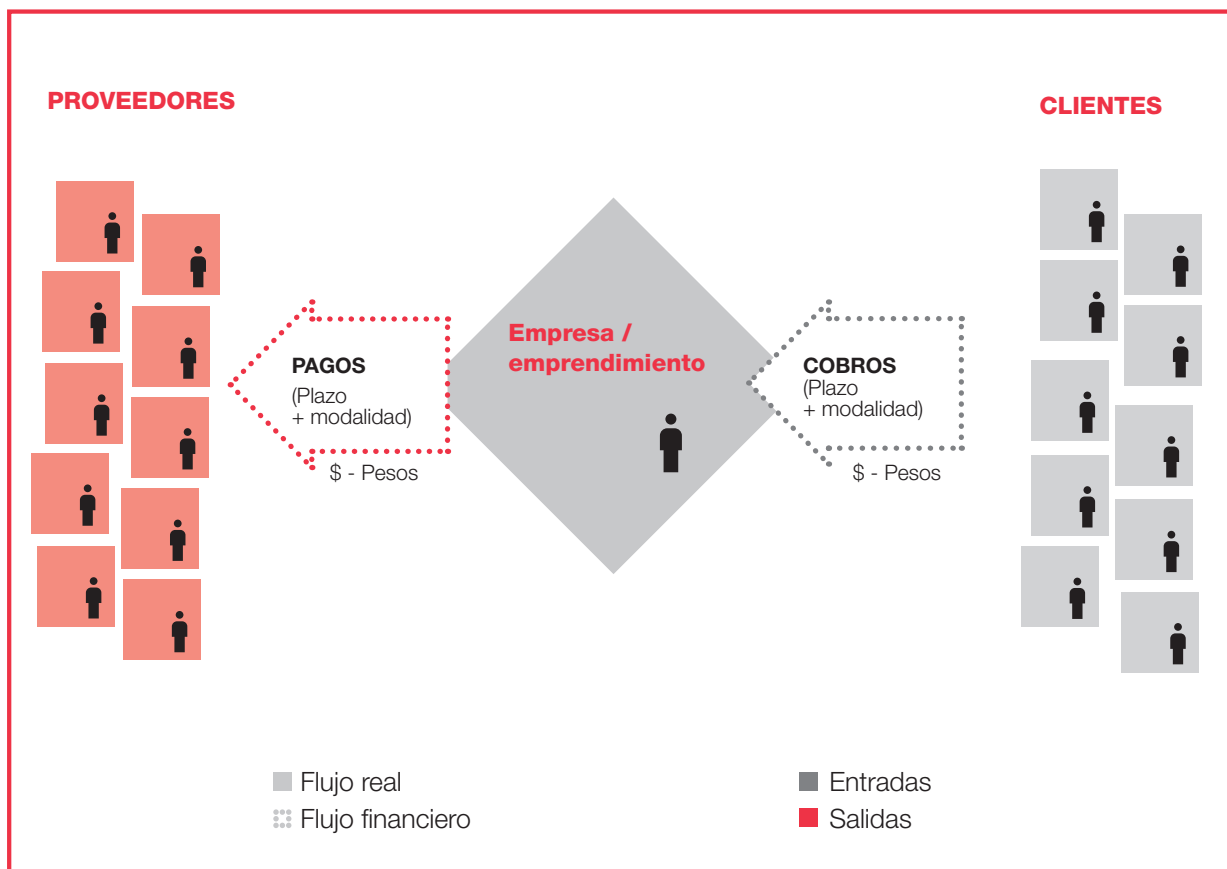 PROVEEDORES
CLIENTES
Empresa /
emprendimiento
PAGOS
(Plazo
+ modalidad)
$ - Pesos
COBROS
(Plazo
+ modalidad)
$ - Pesos
Flujo real
Flujo financiero
Entradas
Salidas